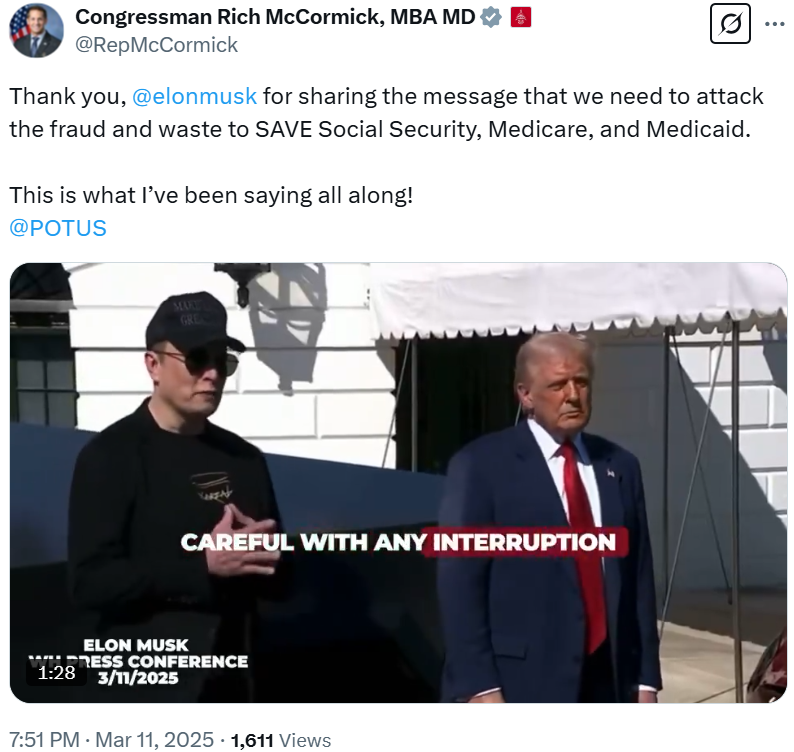 Congressman Rich McCormick, MBA MD
@RepMcCormick
Thank you, @elonmusk for sharing the message that we need to attack
the fraud and waste to SAVE Social Security, Medicare, and Medicaid.
This is what I’ve been saying all along!
@POTUS
CAREFUL WITH ANY INTERRUPTION
ELON MUSK
WH PRESS CONFERENCE
3/11/2025
1:28
7:51 PM · Mar 11, 2025 · 1,611 Views